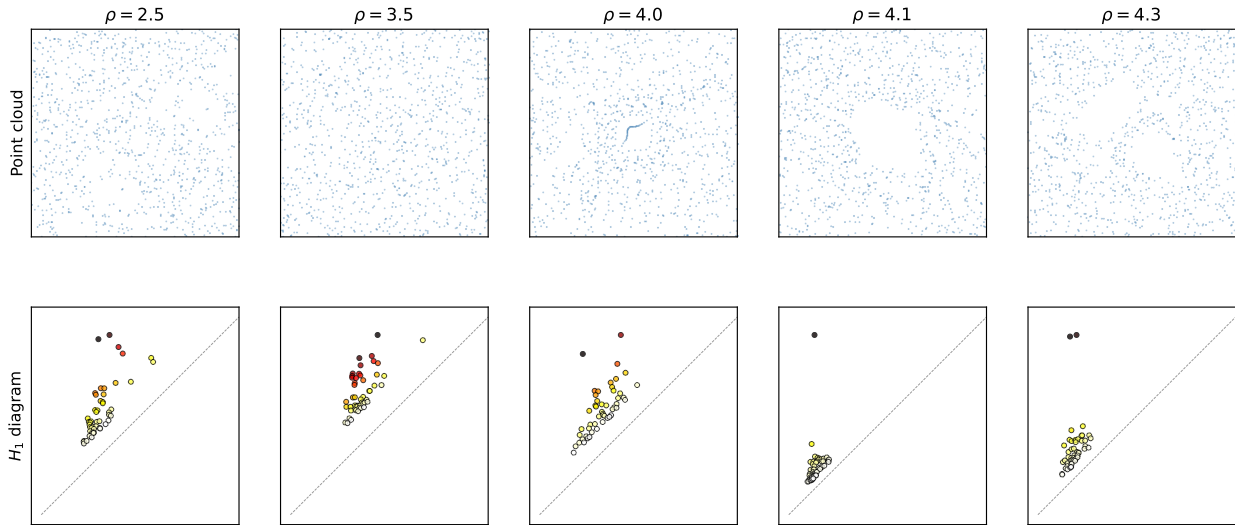 ρ = 2.5
ρ = 3.5
ρ = 4.0
ρ = 4.1
ρ = 4.3
Point cloud
H₁ diagram